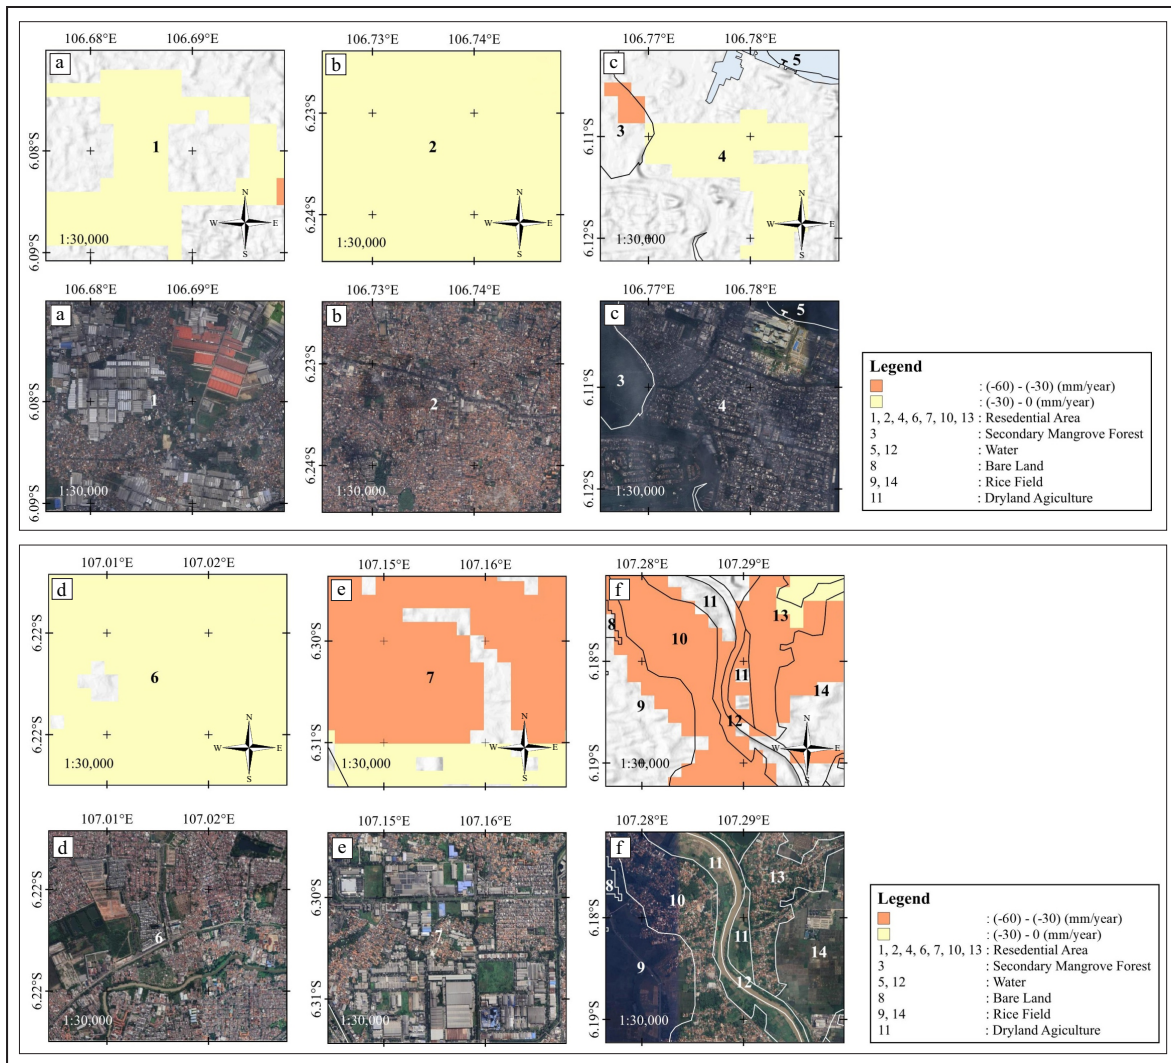 106.68°E 106.69°E 106.73°E 106.74°E 106.77°E 106.78°E
a b c
5
6.08°S 6.09°S 6.23°S 6.24°S 6.11°S 6.12°S
1 2 3 4
N W E S
N W E S
N W E S
1:30,000 1:30,000 1:30,000
106.68°E 106.69°E 106.73°E 106.74°E 106.77°E 106.78°E
a b c
5
6.08°S 6.09°S 6.23°S 6.24°S 6.11°S 6.12°S
1 2 3 4
1:30,000 1:30,000 1:30,000
Legend
: (-60) - (-30) (mm/year)
: (-30) - 0 (mm/year)
1, 2, 4, 6, 7, 10, 13 : Resedential Area
3 : Secondary Mangrove Forest
5, 12 : Water
8 : Bare Land
9, 14 : Rice Field
11 : Dryland Agiculture
107.01°E 107.02°E 107.15°E 107.16°E 107.28°E 107.29°E
d e f
6.22°S 6.22°S 6.30°S 6.31°S 6.18°S 6.19°S
6 7 8 9 10 11 11 12 13 14
N W E S
N W E S
N W E S
1:30,000 1:30,000 1:30,000
107.01°E 107.02°E 107.15°E 107.16°E 107.28°E 107.29°E
d e f
6.22°S 6.22°S 6.30°S 6.31°S 6.18°S 6.19°S
6 7 8 9 10 11 11 12 13 14
1:30,000 1:30,000 1:30,000
Legend
: (-60) - (-30) (mm/year)
: (-30) - 0 (mm/year)
1, 2, 4, 6, 7, 10, 13 : Resedential Area
3 : Secondary Mangrove Forest
5, 12 : Water
8 : Bare Land
9, 14 : Rice Field
11 : Dryland Agiculture